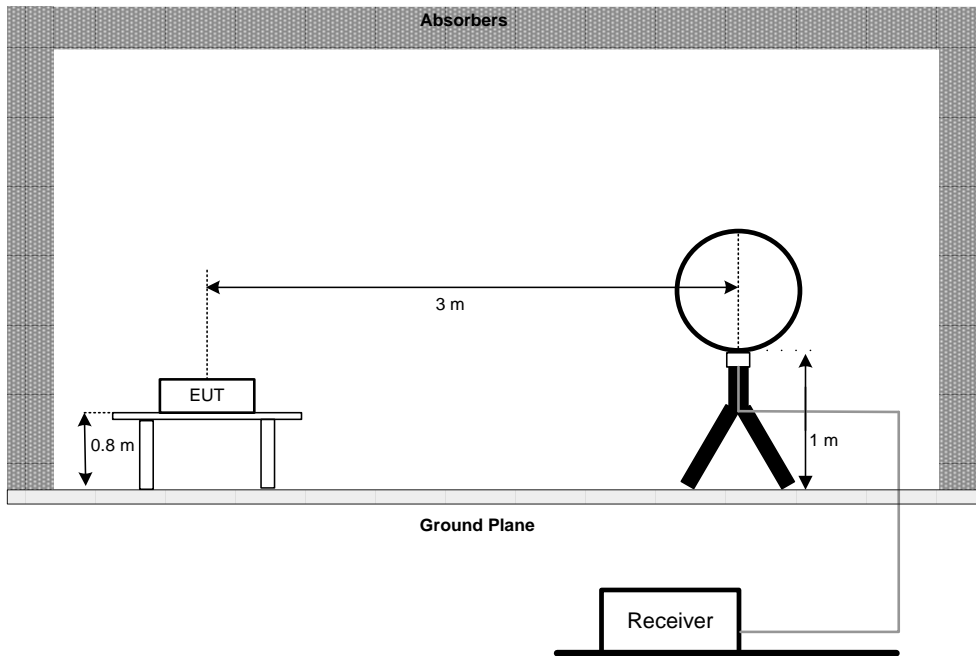 Absorbers
3 m
EUT
0.8 m
1 m
Ground Plane
Receiver